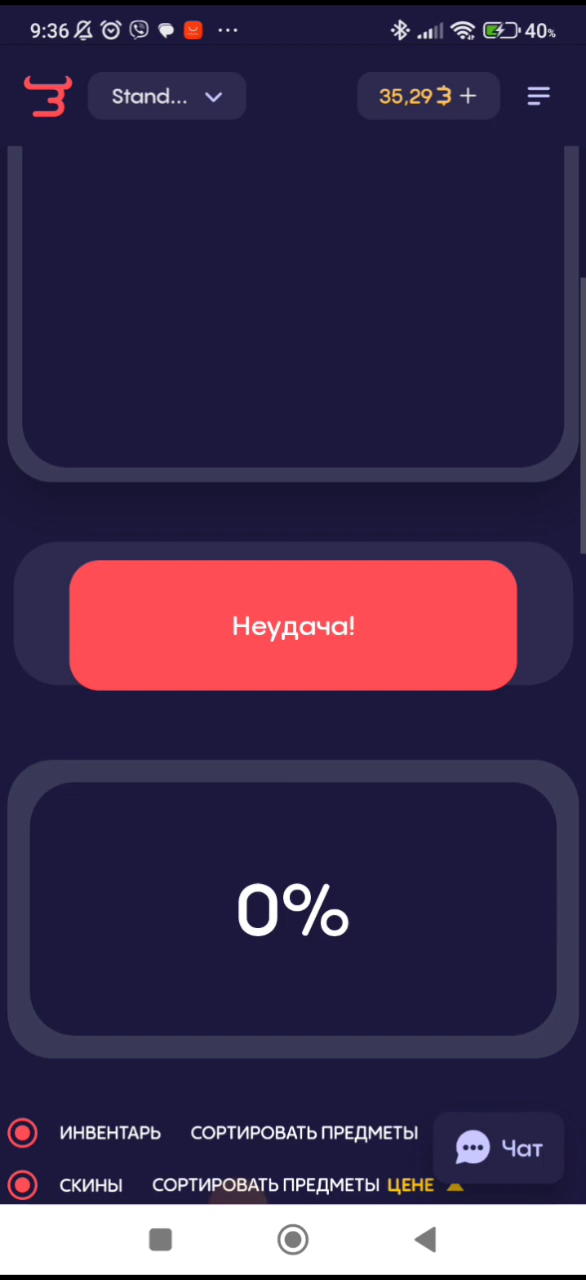 9:36 ... 40%
Stand... 35,29 +
Неудача!
0%
ИНВЕНТАРЬ СОРТИРОВАТЬ ПРЕДМЕТЫ
Чат
СКИНЫ СОРТИРОВАТЬ ПРЕДМЕТЫ ЦЕНЕ